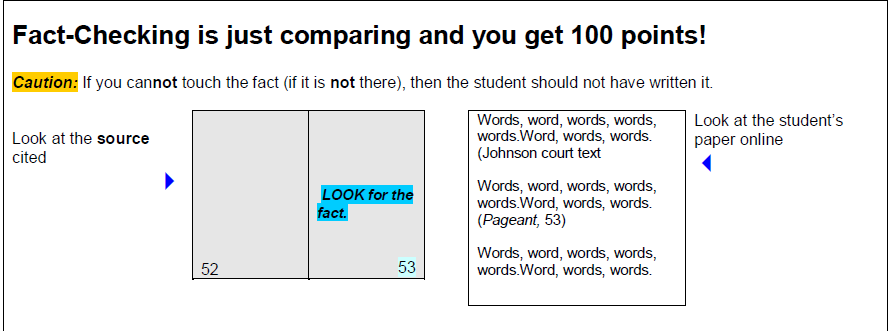 Fact-Checking is just comparing and you get 100 points!
Caution: If you cannot touch the fact (if it is not there), then the student should not have written it.
Look at the source
cited
LOOK for the
fact.
52
53
Words, word, words, words,
words.Word, words, words.
(Johnson court text
Words, word, words, words,
words.Word, words, words.
(Pageant, 53)
Words, word, words, words,
words.Word, words, words.
Look at the student's
paper online